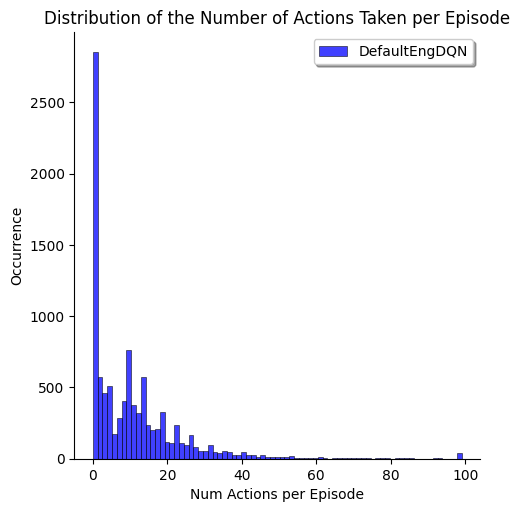 Distribution of the Number of Actions Taken per Episode
DefaultEngDQN
2500
2000
1500
1000
500
0
Occurrence
0 20 40 60 80 100
Num Actions per Episode